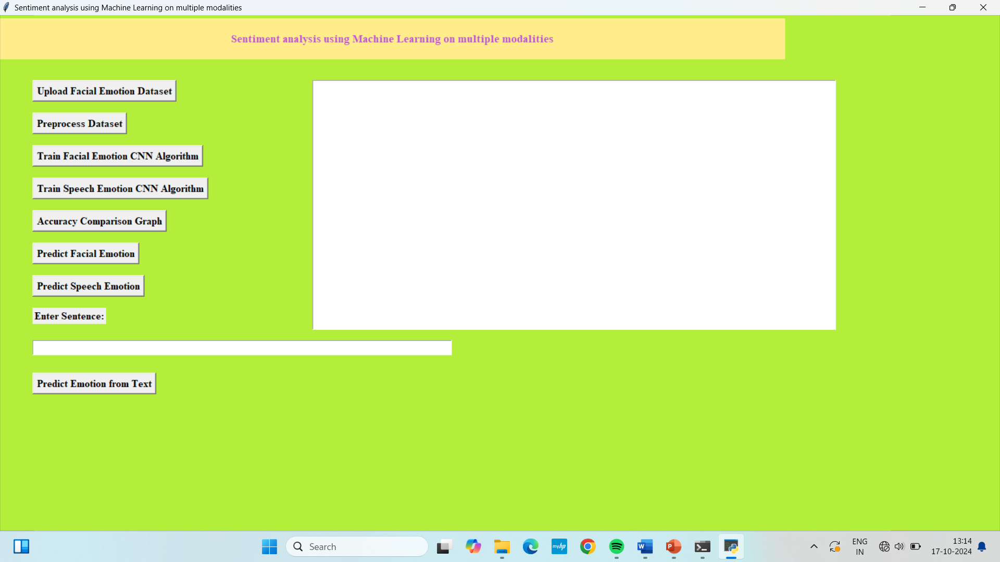 Sentiment analysis using Machine Learning on multiple modalities
Sentiment analysis using Machine Learning on multiple modalities
Upload Facial Emotion Dataset
Preprocess Dataset
Train Facial Emotion CNN Algorithm
Train Speech Emotion CNN Algorithm
Accuracy Comparison Graph
Predict Facial Emotion
Predict Speech Emotion
Enter Sentence:
Predict Emotion from Text
Search
myhp
W
P
ENG
IN
13:14
17-10-2024